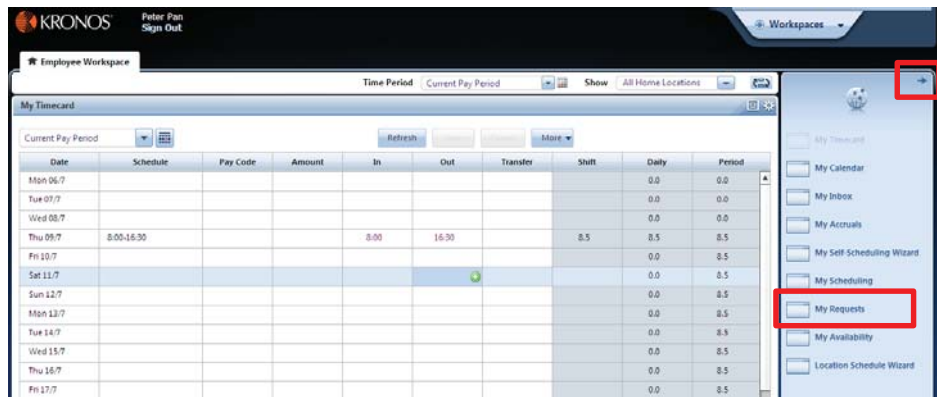 KRONOS
Peter Pan
Sign Out
Workspaces
Employee Workspace
Time Period Current Pay Period Show All Home Locations
My Timecard
Current Pay Period Refresh More
Date Schedule Pay Code Amount In Out Transfer Shift Daily Period
Mon 06/7 0.0 0.0
Tue 07/7 0.0 0.0
Wed 08/7 0.0 0.0
Thu 09/7 8:00-16:30 8:00 16:30 8.5 8.5 8.5
Fri 10/7 0.0 8.5
Sat 11/7 0.0 8.5
Sun 12/7 0.0 8.5
Mon 13/7 0.0 8.5
Tue 14/7 0.0 8.5
Wed 15/7 0.0 8.5
Thu 16/7 0.0 8.5
Fri 17/7 0.0 8.5
My Timecard
My Calendar
My Inbox
My Accruals
My Self-Scheduling Wizard
My Scheduling
My Requests
My Availability
Location Schedule Wizard